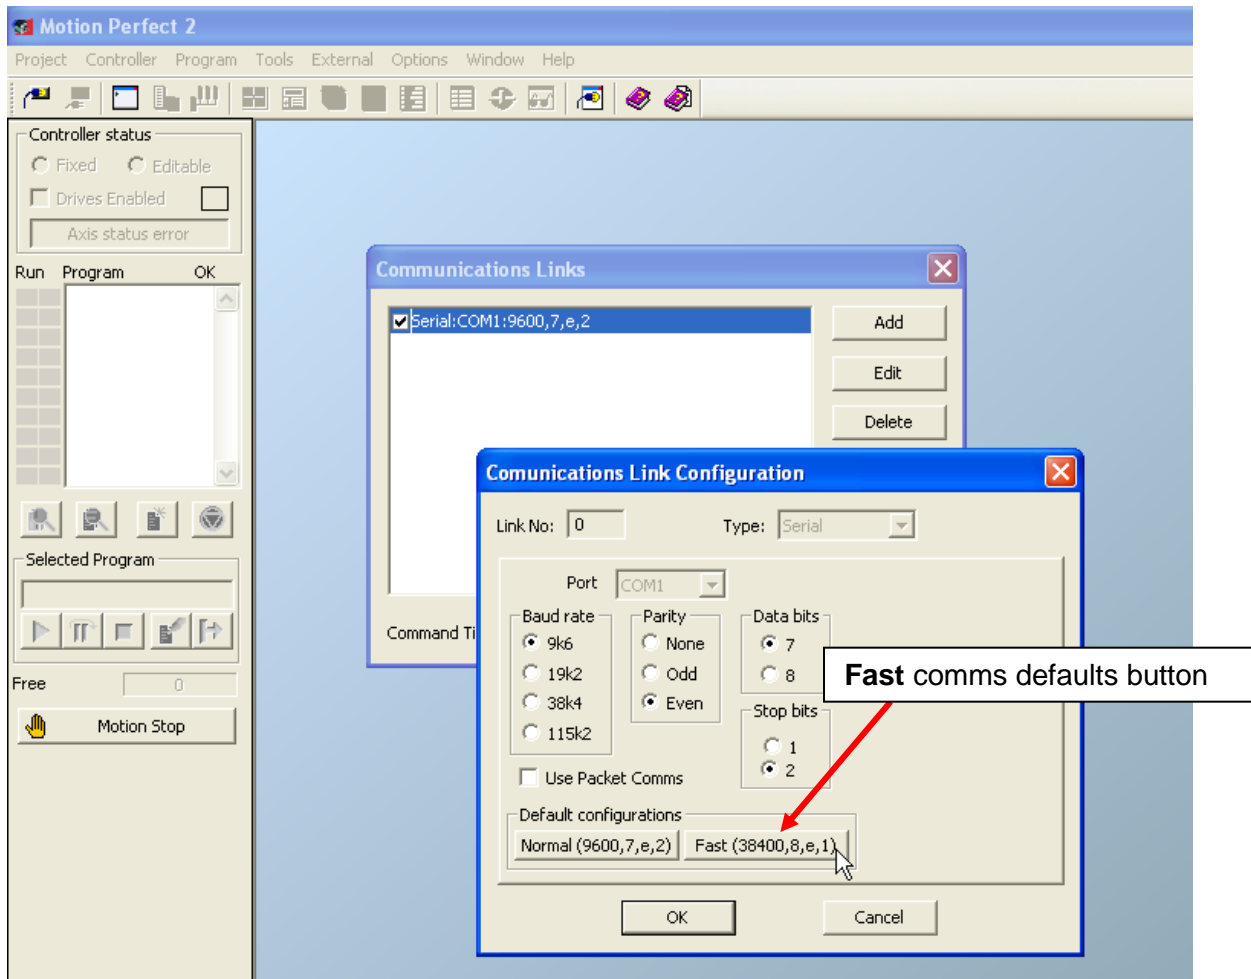 Motion Perfect 2
Project Controller Program Tools External Options Window Help
Controller status
Fixed Editable
Drives Enabled
Axis status error
Run Program OK
Selected Program
Free 0
Motion Stop
Communications Links
Serial:COM1:9600,7,e,2
Add
Edit
Delete
Command Ti
Comunications Link Configuration
Link No: 0 Type: Serial
Port COM1
Baud rate
9k6
19k2
38k4
115k2
Parity
None
Odd
Even
Data bits
7
8
Stop bits
1
2
Use Packet Comms
Default configurations
Normal (9600,7,e,2) Fast (38400,8,e,1)
OK Cancel
Fast comms defaults button